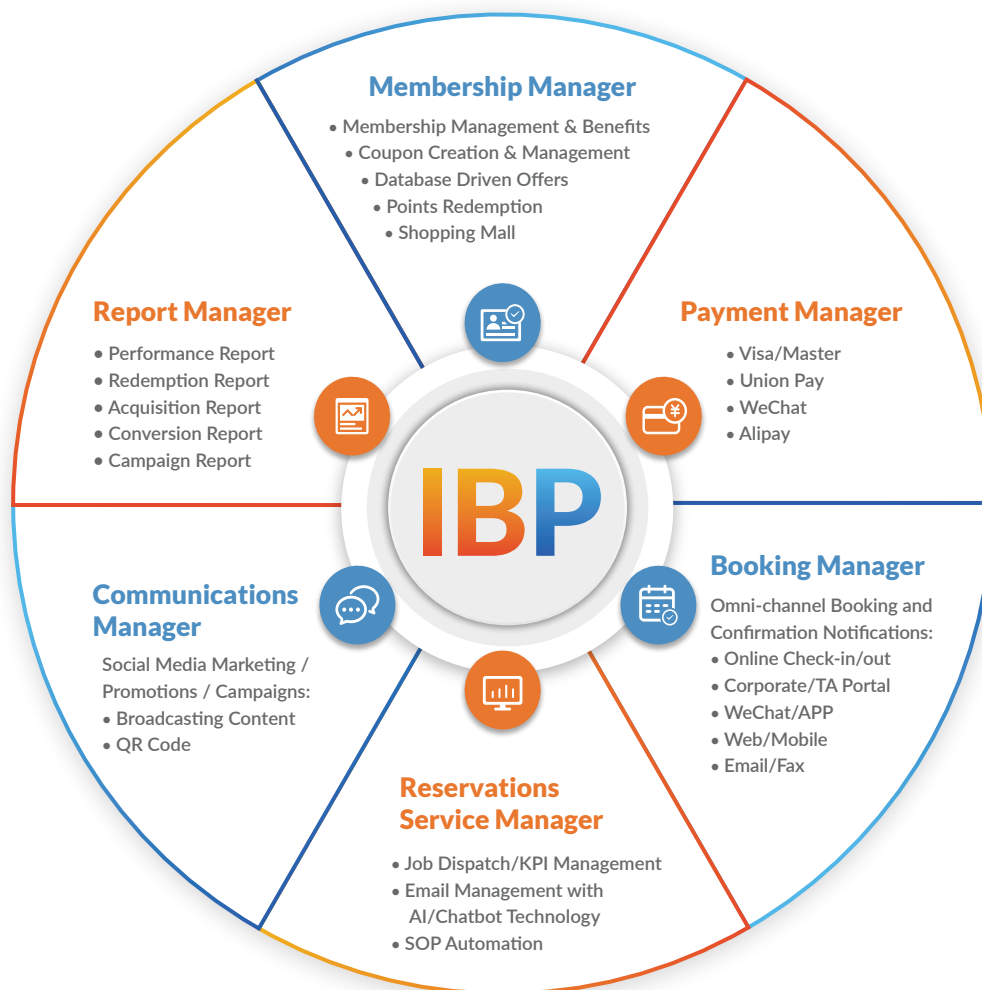 Membership Manager
• Membership Management & Benefits
• Coupon Creation & Management
• Database Driven Offers
• Points Redemption
• Shopping Mall
Report Manager
• Performance Report
• Redemption Report
• Acquisition Report
• Conversion Report
• Campaign Report
Payment Manager
• Visa/Master
• Union Pay
• WeChat
• Alipay
¥
IBP
Communications
Manager
Social Media Marketing /
Promotions / Campaigns:
• Broadcasting Content
• QR Code
Booking Manager
Omni-channel Booking and
Confirmation Notifications:
• Online Check-in/out
• Corporate/TA Portal
• WeChat/APP
• Web/Mobile
• Email/Fax
Reservations
Service Manager
• Job Dispatch/KPI Management
• Email Management with
AI/Chatbot Technology
• SOP Automation